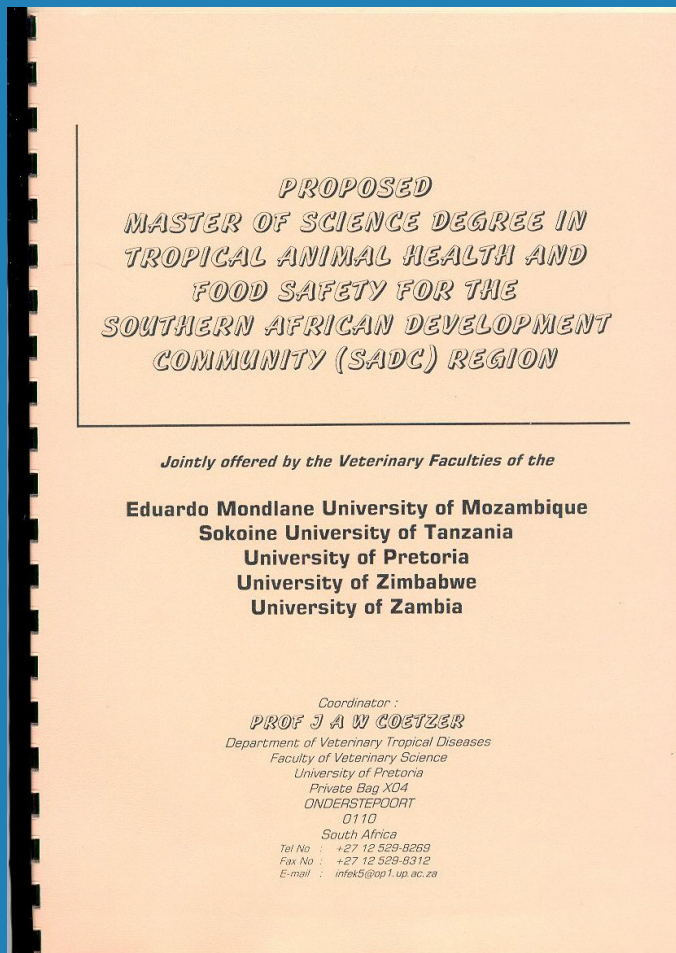 PROPOSED
MASTER OF SCIENCE DEGREE IN
TROPICAL ANIMAL HEALTH AND
FOOD SAFETY FOR THE
SOUTHERN AFRICAN DEVELOPMENT
COMMUNITY (SADC) REGION
Jointly offered by the Veterinary Faculties of the
Eduardo Mondlane University of Mozambique
Sokoine University of Tanzania
University of Pretoria
University of Zimbabwe
University of Zambia
Coordinator :
PROF J A W COETZER
Department of Veterinary Tropical Diseases
Faculty of Veterinary Science
University of Pretoria
Private Bag X04
ONDERSTEPOORT
0110
South Africa
Tel No : +27 12 529-8269
Fax No : +27 12 529-8312
E-mail : infek5@op1.up.ac.za